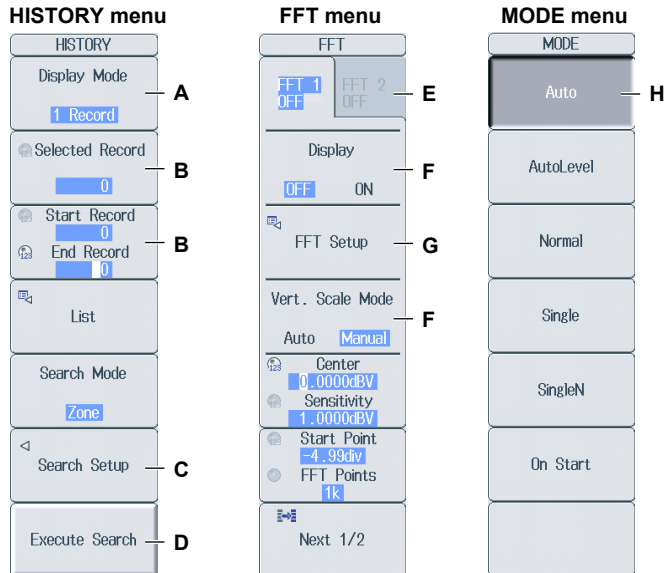 HISTORY menu
HISTORY
Display Mode
1 Record
A
Selected Record
0
B
Start Record
0
End Record
0
B
List
Search Mode
Zone
Search Setup
C
Execute Search
D
FFT menu
FFT
FFT 1
OFF
FFT 2
OFF
E
Display
OFF ON
F
FFT Setup
G
Vert. Scale Mode
Auto Manual
F
Center
0.0000dBV
Sensitivity
1.0000dBV
Start Point
-4.99div
FFT Points
1k
Next 1/2
MODE menu
MODE
Auto
H
AutoLevel
Normal
Single
SingleN
On Start